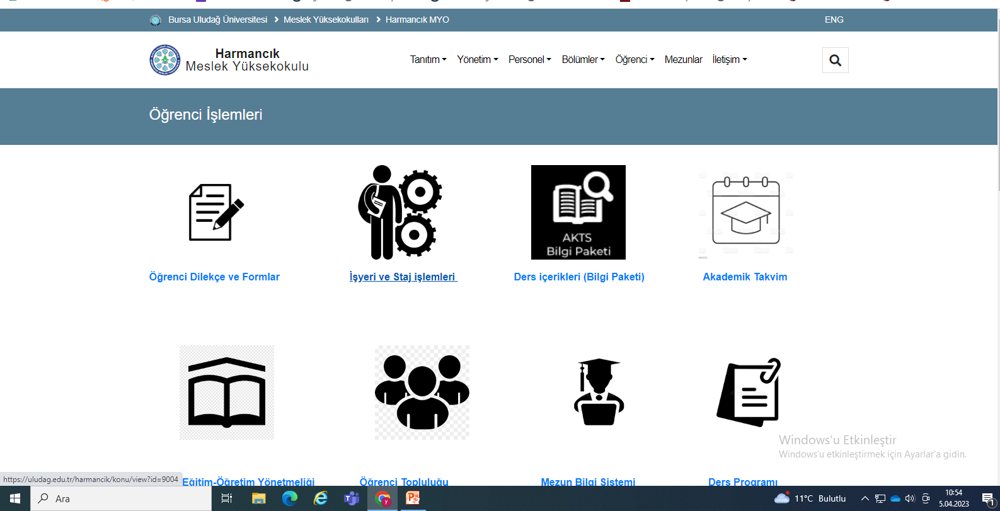 Bursa Uludağ Üniversitesi > Meslek Yüksekokulları > Harmancık MYO
ENG
Harmancık
Meslek Yüksekokulu
Tanıtım Yönetim Personel Bölümler Öğrenci Mezunlar İletişim
Öğrenci İşlemleri
AKTS
Bilgi Paketi
Öğrenci Dilekçe ve Formlar
İşyeri ve Staj işlemleri
Ders içerikleri (Bilgi Paketi)
Akademik Takvim
Windows'u Etkinleştir
Windows'u etkinleştirmek için Ayarlar'a gidin.
https://uludag.edu.tr/harmancik/konu/view?id=9004
Eğitim-Öğretim Yönetmeliği
Öğrenci Topluluğu
Mezun Bilgi Sistemi
Ders Programı
Ara
11°C Bulutlu
10:54
5.04.2023
1